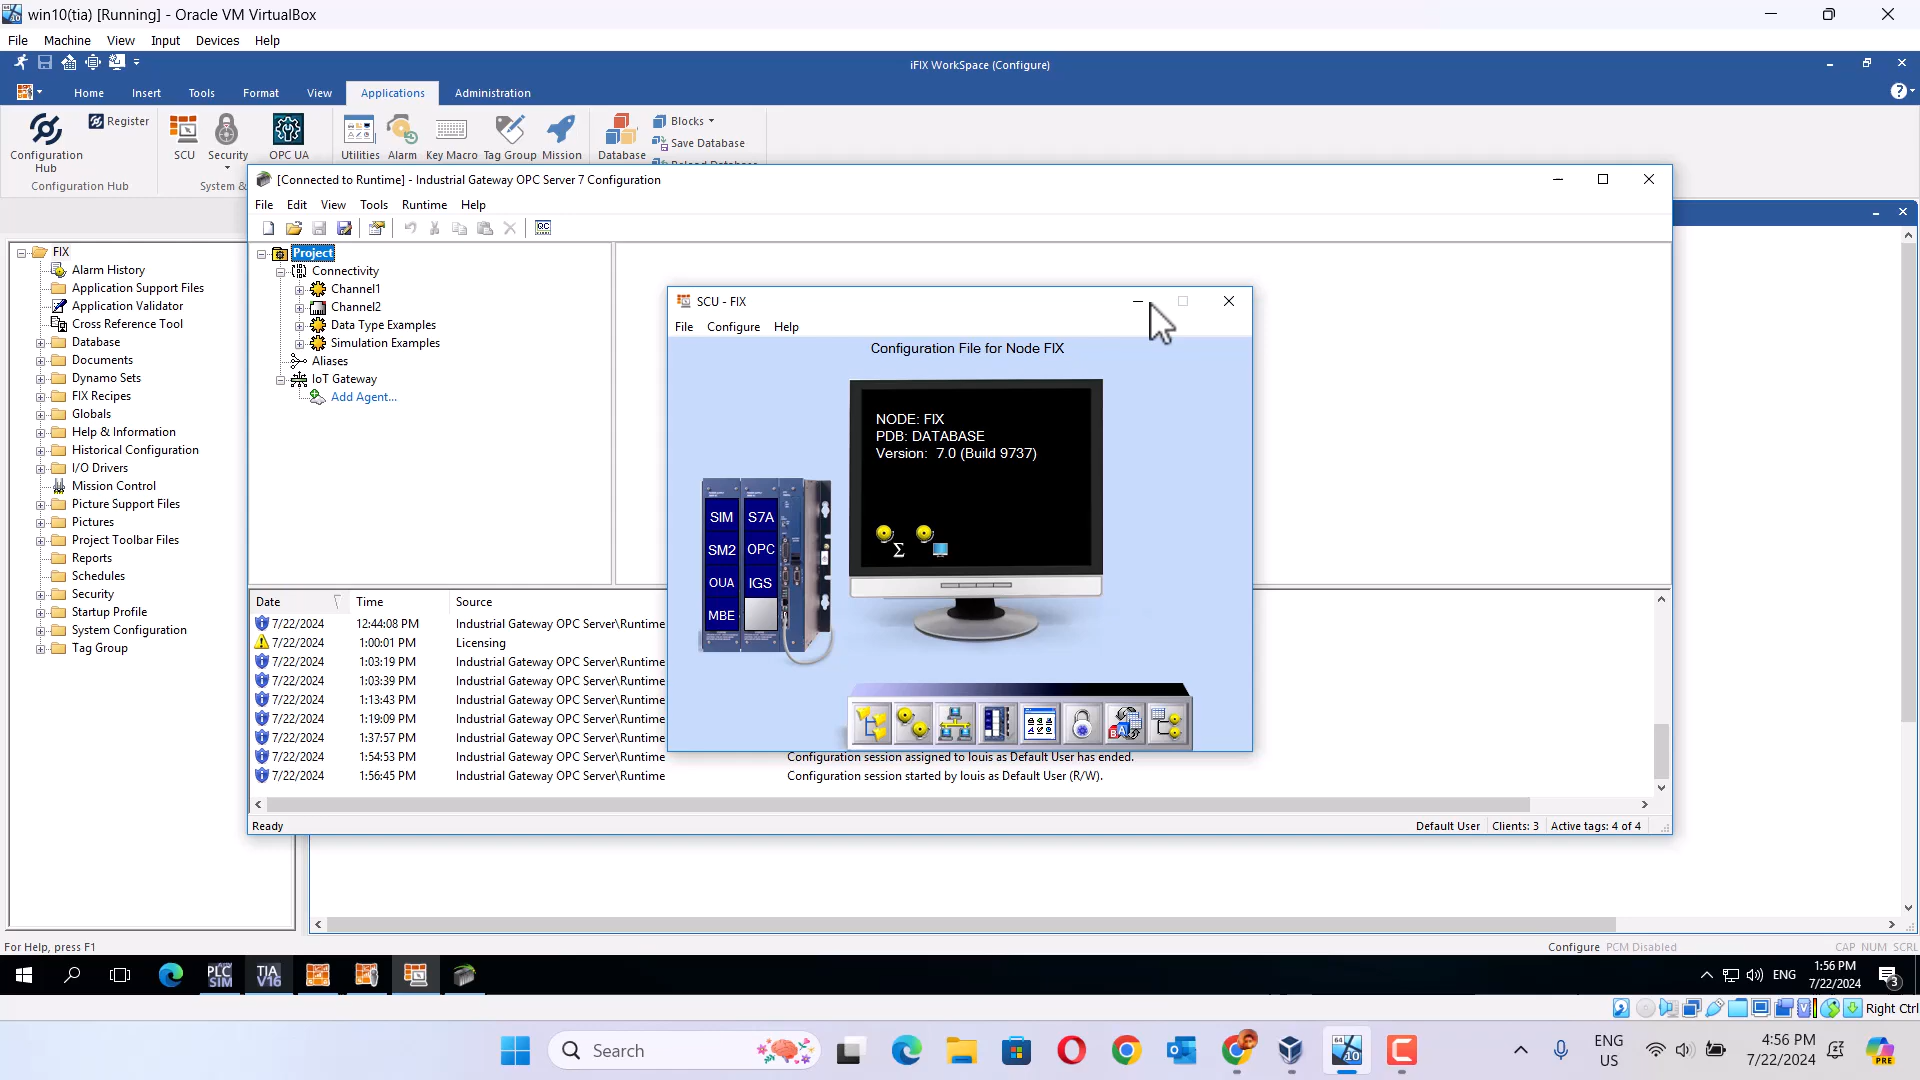 win10(tia) [Running] - Oracle VM VirtualBox
File Machine View Input Devices Help
iFIX WorkSpace (Configure)
Home Insert Tools Format View Applications Administration
Configuration Hub
Register
SCU
Security
OPC UA
Utilities
Alarm
Key Macro
Tag Group
Mission
Database
Blocks
Save Database
Reload Database
Configuration Hub
System &
[Connected to Runtime] - Industrial Gateway OPC Server 7 Configuration
File Edit View Tools Runtime Help
FIX
Alarm History
Application Support Files
Application Validator
Cross Reference Tool
Database
Documents
Dynamo Sets
FIX Recipes
Globals
Help & Information
Historical Configuration
I/O Drivers
Mission Control
Picture Support Files
Pictures
Project Toolbar Files
Reports
Schedules
Security
Startup Profile
System Configuration
Tag Group
Project
Connectivity
Channel1
Channel2
Data Type Examples
Simulation Examples
Aliases
IoT Gateway
Add Agent...
SCU - FIX
File Configure Help
Configuration File for Node FIX
NODE: FIX
PDB: DATABASE
Version: 7.0 (Build 9737)
SIM S7A
SM2 OPC
OUA IGS
MBE
Date Time Source
7/22/2024 12:44:08 PM Industrial Gateway OPC Server\Runtime
7/22/2024 1:00:01 PM Licensing
7/22/2024 1:03:19 PM Industrial Gateway OPC Server\Runtime
7/22/2024 1:03:39 PM Industrial Gateway OPC Server\Runtime
7/22/2024 1:13:43 PM Industrial Gateway OPC Server\Runtime
7/22/2024 1:19:09 PM Industrial Gateway OPC Server\Runtime
7/22/2024 1:37:57 PM Industrial Gateway OPC Server\Runtime
7/22/2024 1:54:53 PM Industrial Gateway OPC Server\Runtime Configuration session assigned to louis as Default User has ended.
7/22/2024 1:56:45 PM Industrial Gateway OPC Server\Runtime Configuration session started by louis as Default User (R/W).
Ready
Default User Clients: 3 Active tags: 4 of 4
For Help, press F1
Configure PCM Disabled
CAP NUM SCRL
PLC SIM
TIA V16
ENG
1:56 PM
7/22/2024
3
Right Ctrl
Search
ENG
US
4:56 PM
7/22/2024
PRE